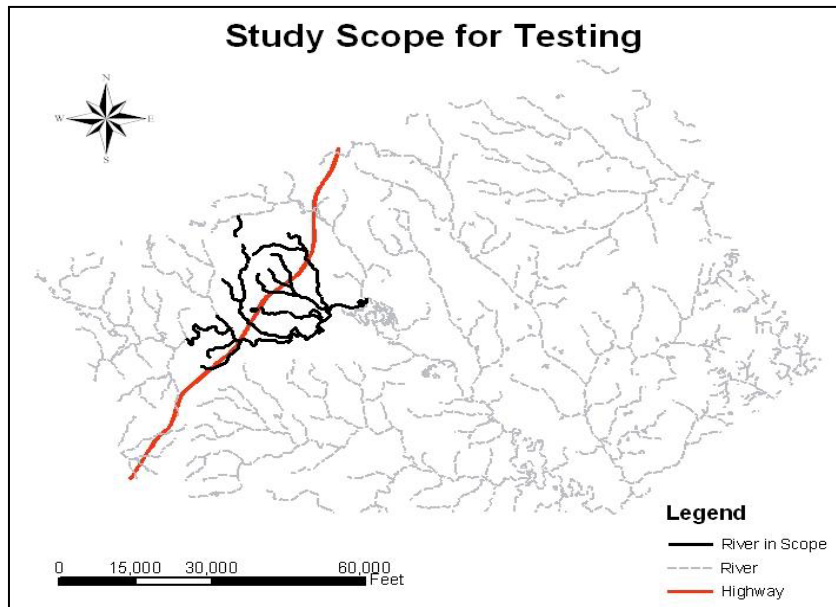 Study Scope for Testing
N
W E
S
Legend
River in Scope
River
Highway
0 15,000 30,000 60,000
Feet